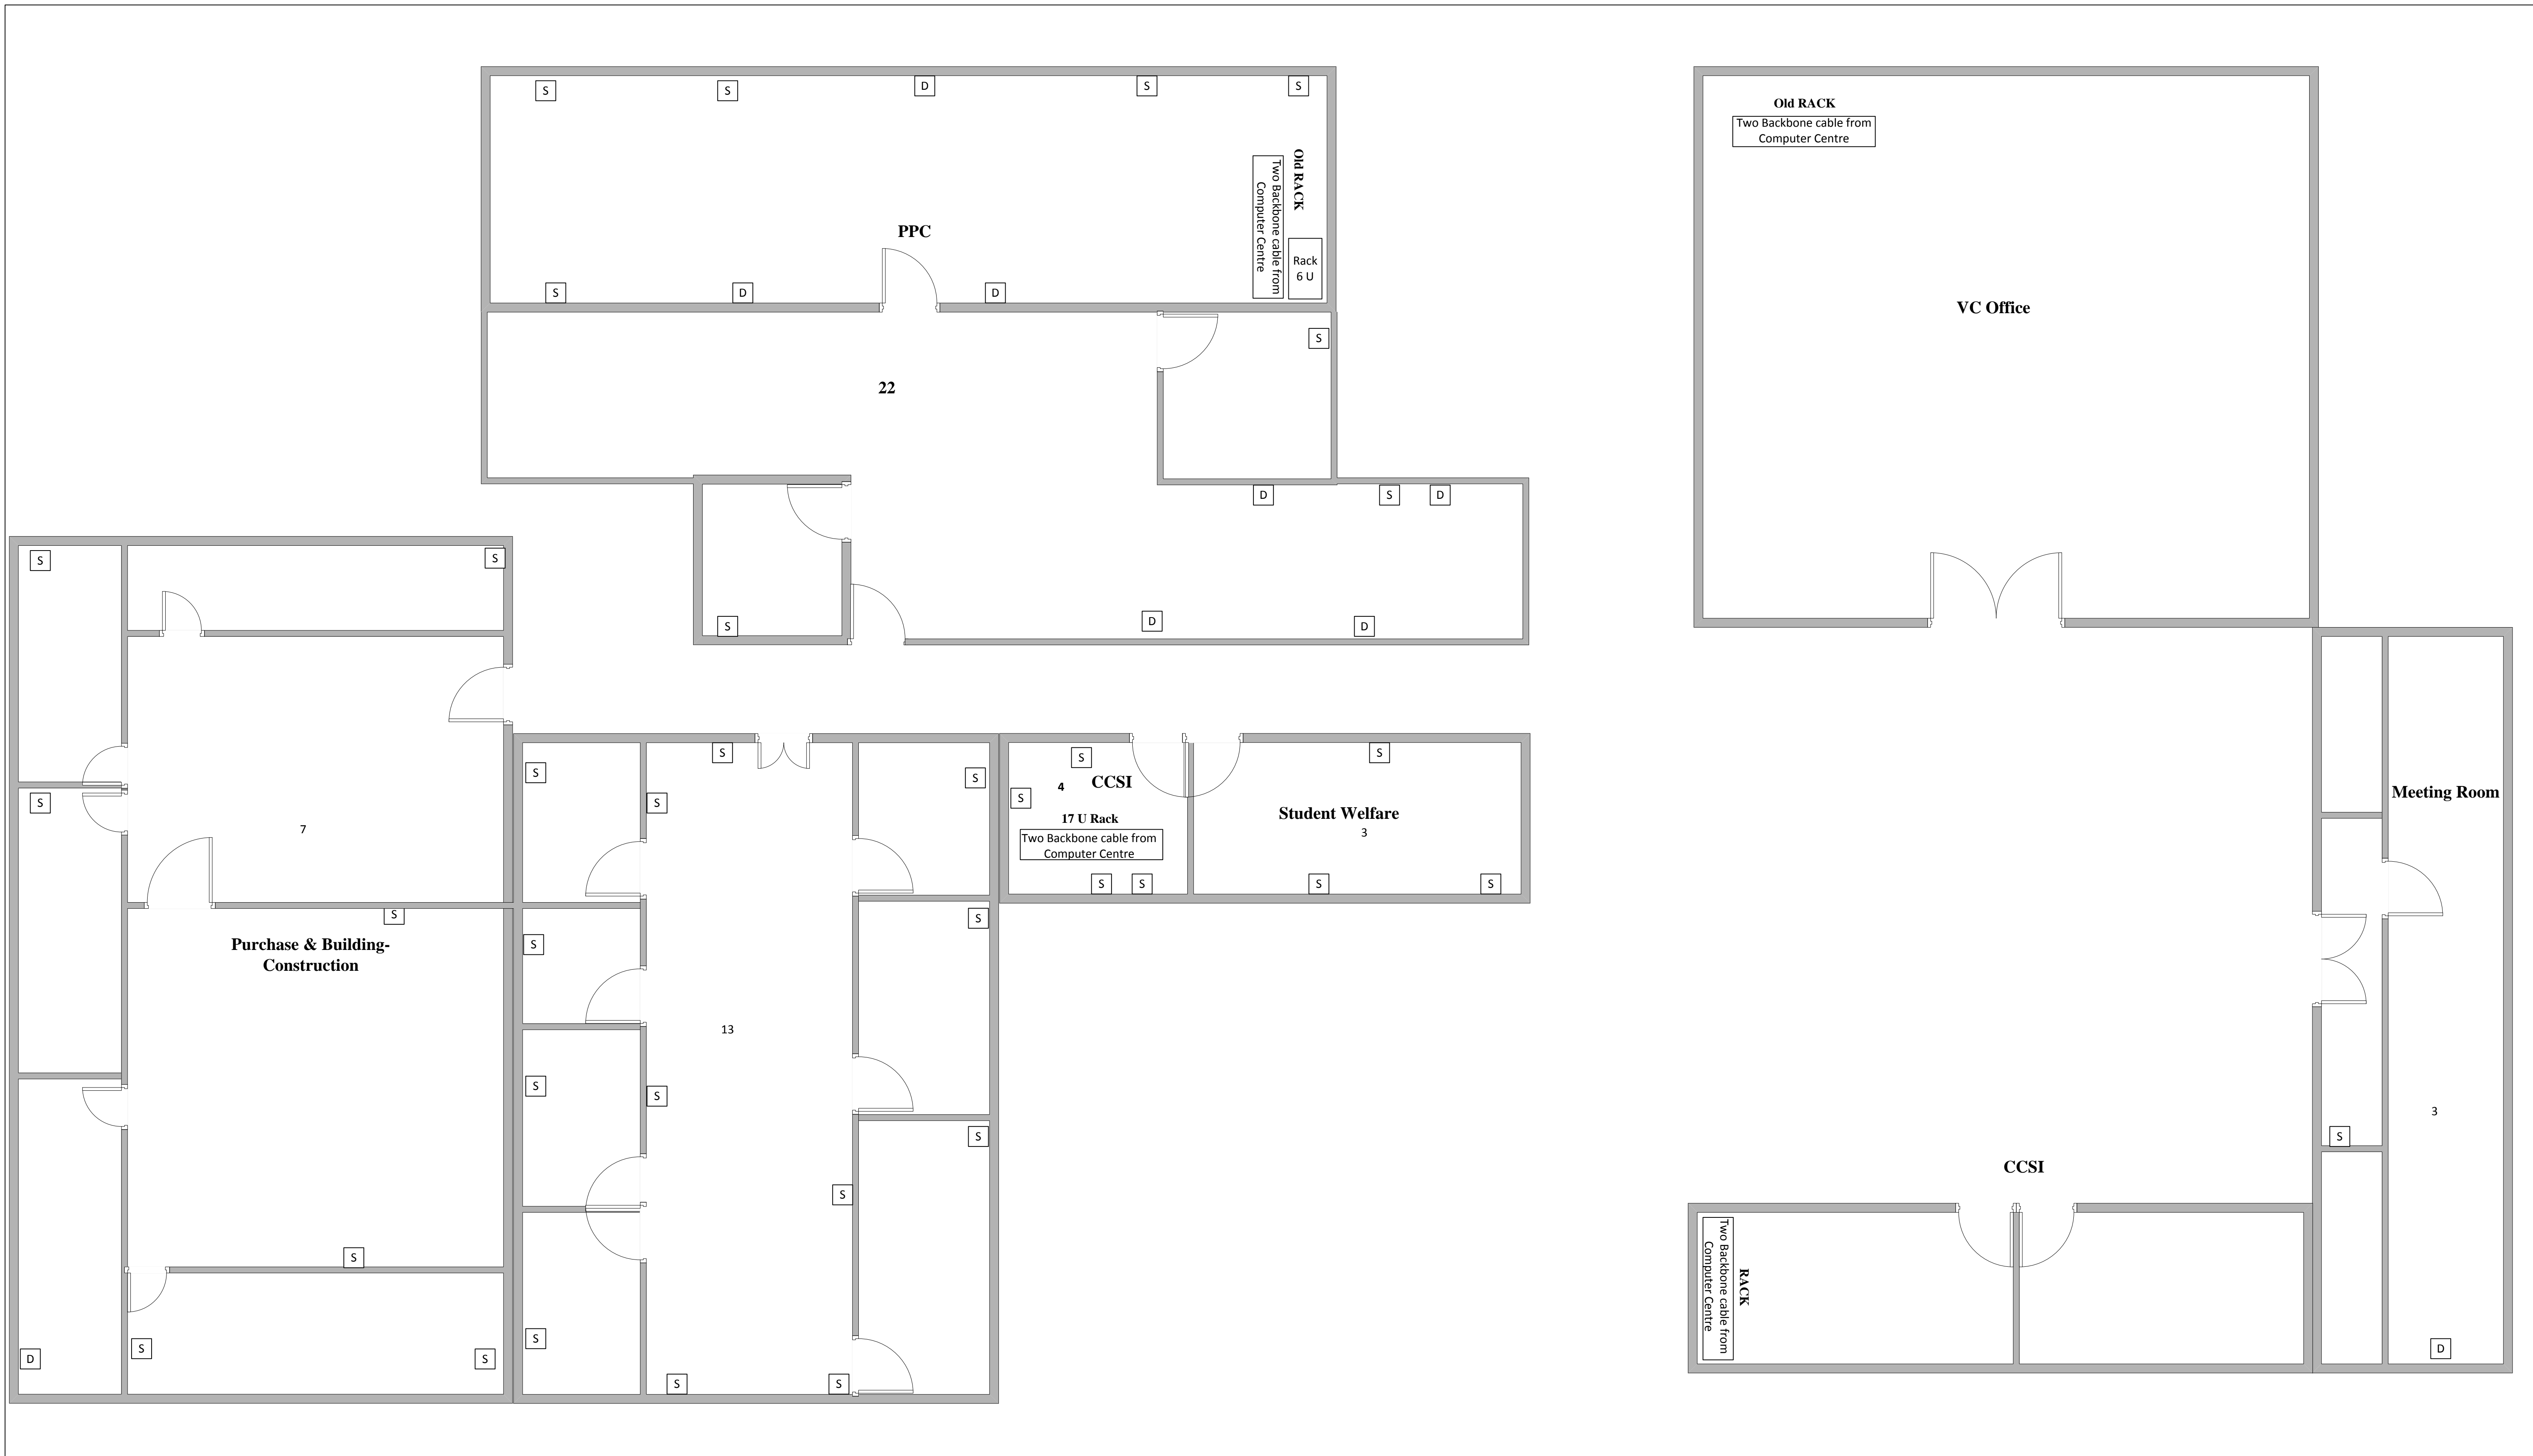 S
S
D
S
S
Old RACK
Two Backbone cable from
Computer Centre
Rack
6 U
PPC
S
D
D
S
22
D
S
D
S
D
D
Old RACK
Two Backbone cable from
Computer Centre
VC Office
S
S
S
7
S
Purchase & Building-
Construction
S
D
S
S
S
S
S
S
S
S
S
13
S
S
S
S
S
S
S
4
CCSI
17 U Rack
Two Backbone cable from
Computer Centre
S
S
S
S
Student Welfare
3
S
S
Meeting Room
3
S
D
CCSI
RACK
Two Backbone cable from
Computer Centre